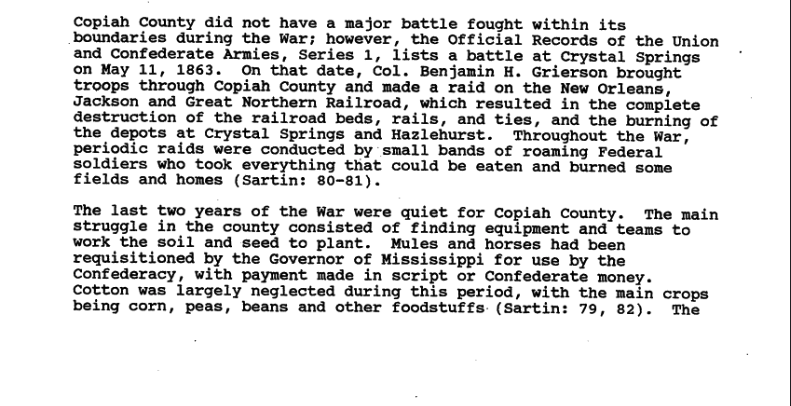 Copiah County did not have a major battle fought within its
boundaries during the War; however, the Official Records of the Union
and Confederate Armies, Series 1, lists a battle at Crystal Springs
on May 11, 1863. On that date, Col. Benjamin H. Grierson brought
troops through Copiah County and made a raid on the New Orleans,
Jackson and Great Northern Railroad, which resulted in the complete
destruction of the railroad beds, rails, and ties, and the burning of
the depots at Crystal Springs and Hazlehurst. Throughout the War,
periodic raids were conducted by small bands of roaming Federal
soldiers who took everything that could be eaten and burned some
fields and homes (Sartin: 80-81).
The last two years of the War were quiet for Copiah County. The main
struggle in the county consisted of finding equipment and teams to
work the soil and seed to plant. Mules and horses had been
requisitioned by the Governor of Mississippi for use by the
Confederacy, with payment made in script or Confederate money.
Cotton was largely neglected during this period, with the main crops
being corn, peas, beans and other foodstuffs (Sartin: 79, 82). The